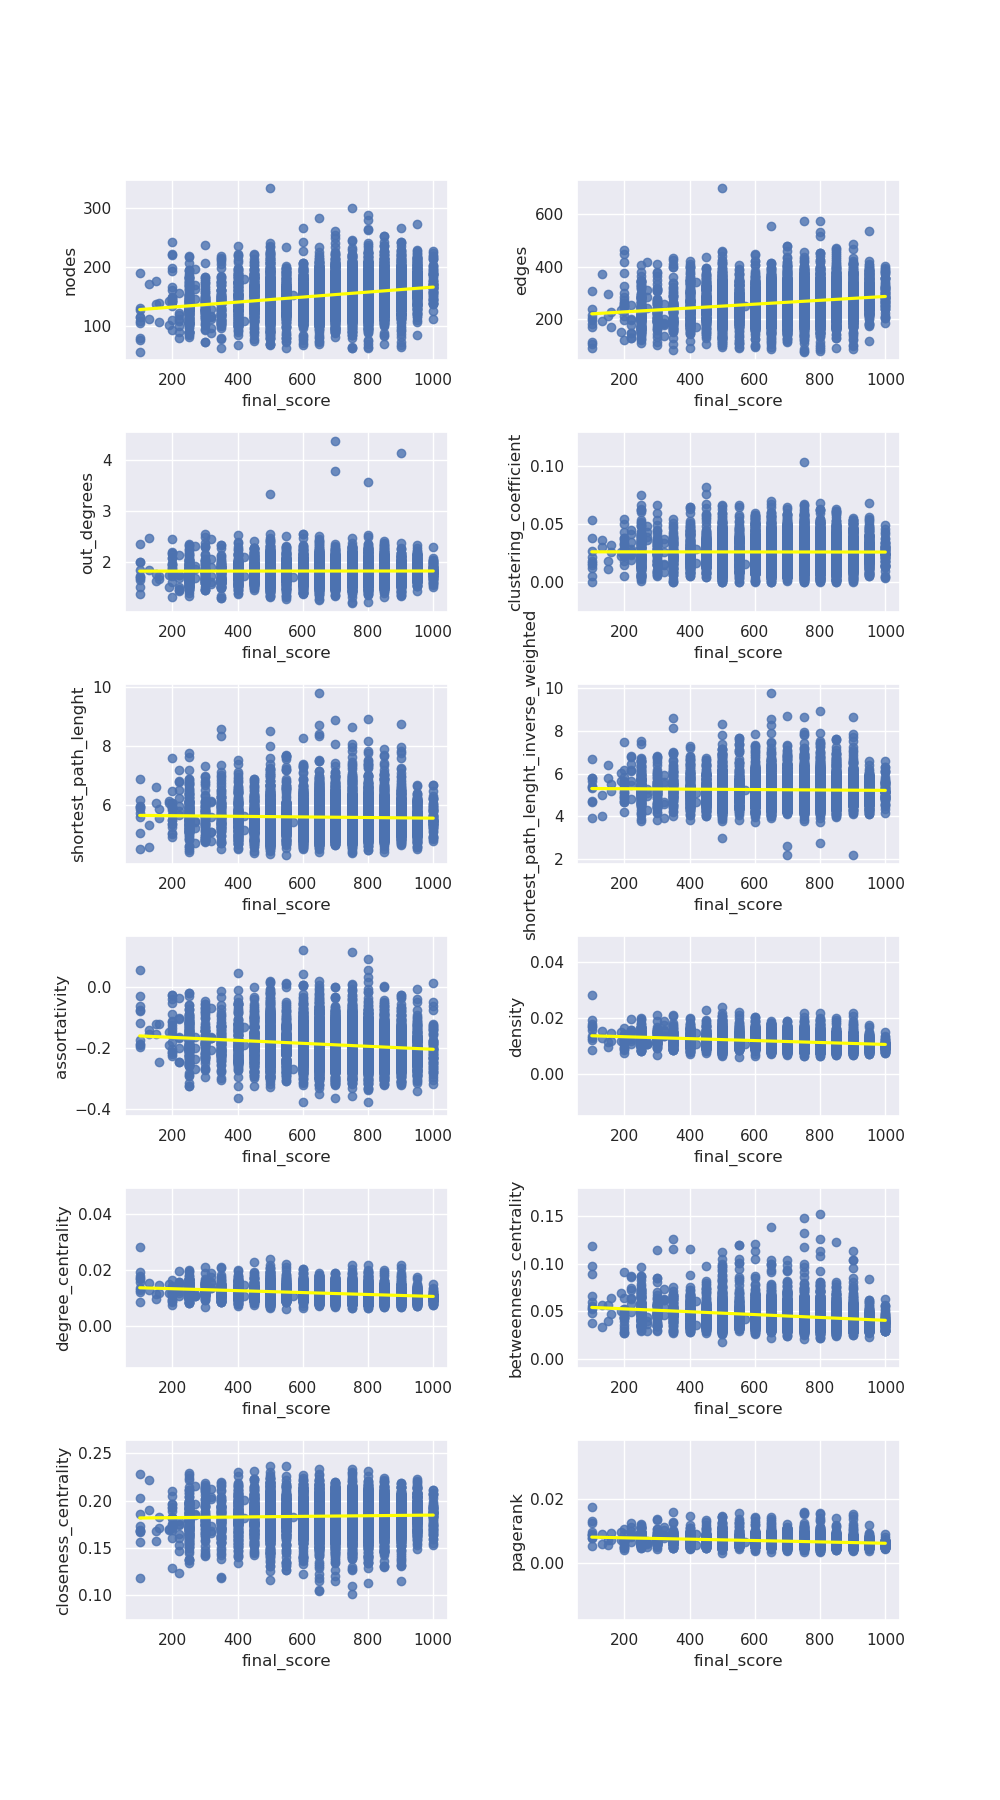 300
200
100
nodes
200 400 600 800 1000
final_score
600
400
200
edges
200 400 600 800 1000
final_score
4
3
2
out_degrees
200 400 600 800 1000
final_score
0.10
0.05
0.00
clustering_coefficient
200 400 600 800 1000
final_score
10
8
6
shortest_path_lenght
200 400 600 800 1000
final_score
10
8
6
4
2
shortest_path_lenght_inverse_weighted
200 400 600 800 1000
final_score
0.0
−0.2
−0.4
assortativity
200 400 600 800 1000
final_score
0.04
0.02
0.00
density
200 400 600 800 1000
final_score
0.04
0.02
0.00
degree_centrality
200 400 600 800 1000
final_score
0.15
0.10
0.05
0.00
betweenness_centrality
200 400 600 800 1000
final_score
0.25
0.20
0.15
0.10
closeness_centrality
200 400 600 800 1000
final_score
0.02
0.00
pagerank
200 400 600 800 1000
final_score